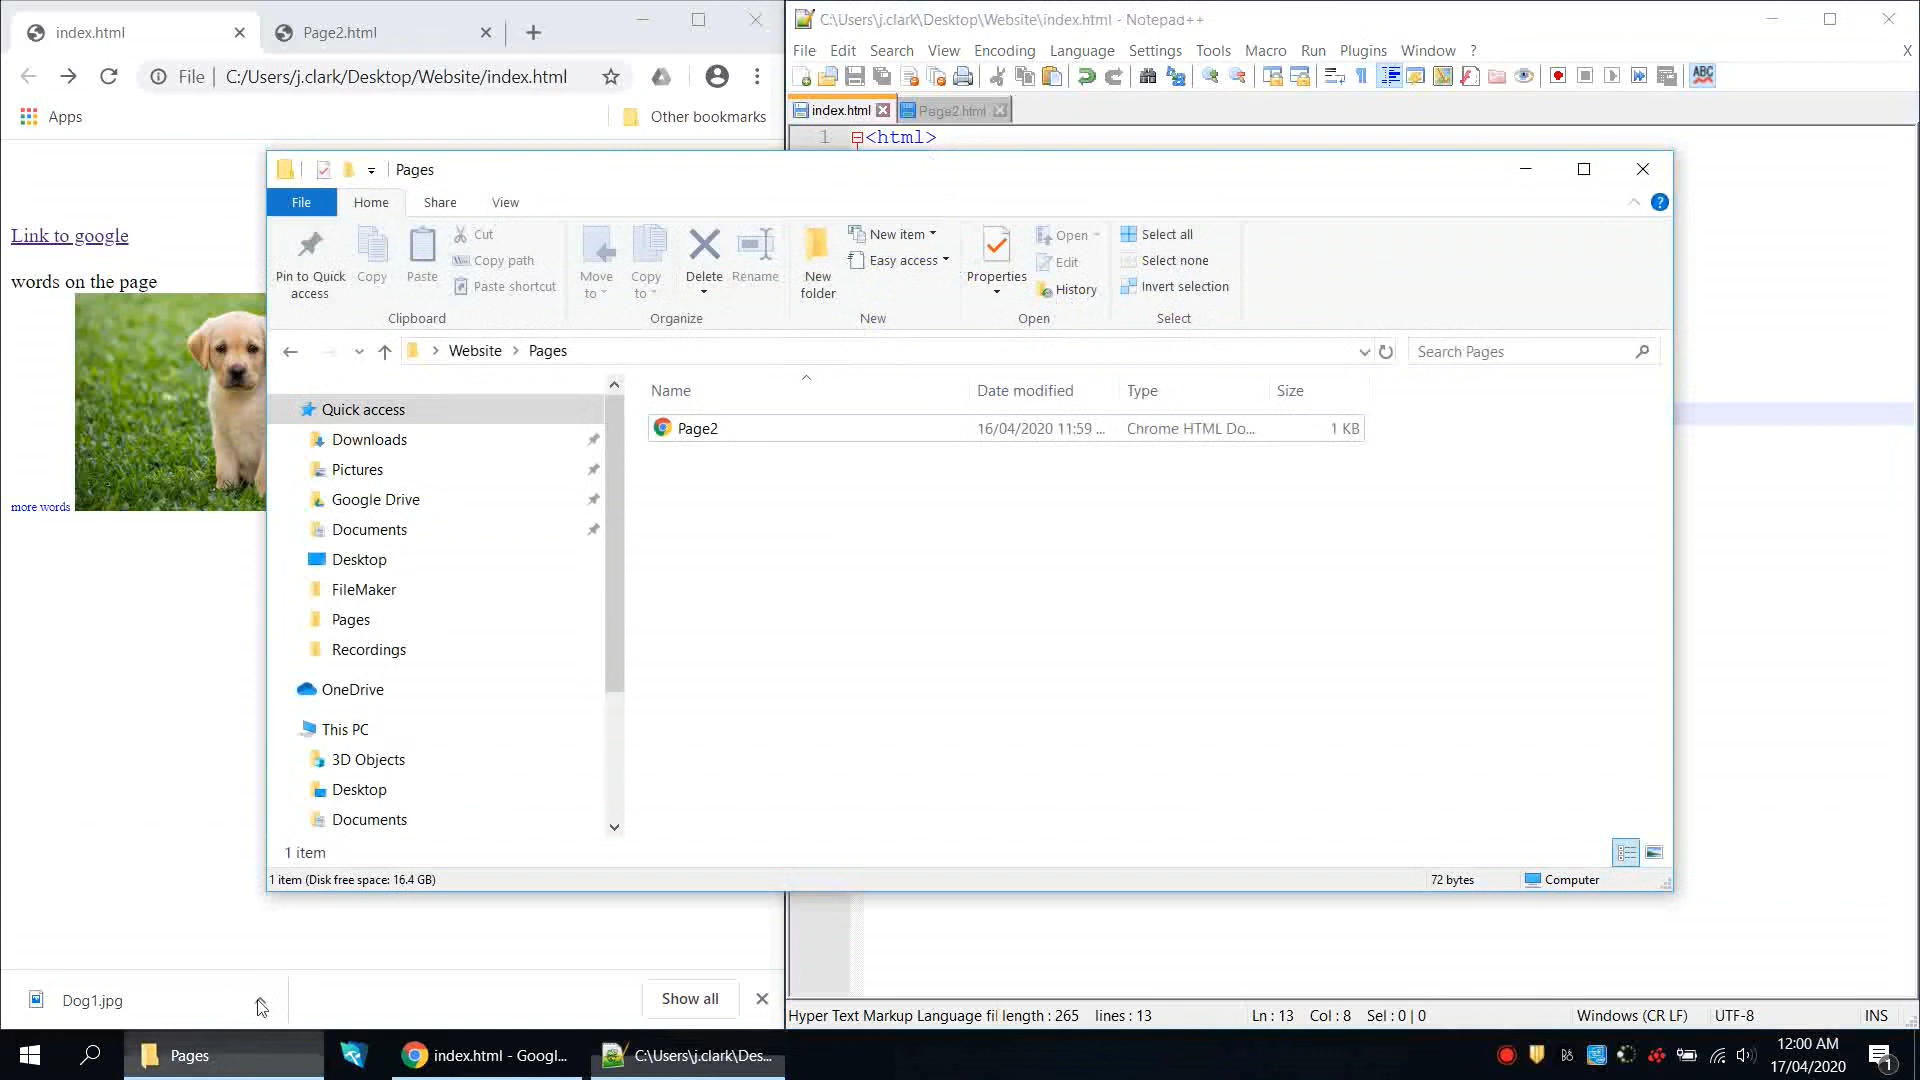 index.html
Page2.html
File
C:/Users/j.clark/Desktop/Website/index.html
Apps
Other bookmarks
Link to google
words on the page
more words
Dog1.jpg
Show all
C:\Users\j.clark\Desktop\Website\index.html - Notepad++
File Edit Search View Encoding Language Settings Tools Macro Run Plugins Window ?
X
ABC
index.html
Page2.html
1 <html>
Pages
File Home Share View
Pin to Quick access
Copy
Paste
Cut
Copy path
Paste shortcut
Clipboard
Move to
Copy to
Delete
Rename
Organize
New folder
New item
Easy access
New
Properties
Open
Edit
History
Open
Select all
Select none
Invert selection
Select
Website > Pages
Search Pages
Name Date modified Type Size
Page2 16/04/2020 11:59 ... Chrome HTML Do... 1 KB
Quick access
Downloads
Pictures
Google Drive
Documents
Desktop
FileMaker
Pages
Recordings
OneDrive
This PC
3D Objects
Desktop
Documents
1 item
1 item (Disk free space: 16.4 GB)
72 bytes
Computer
Hyper Text Markup Language fil length : 265 lines : 13 Ln : 13 Col : 8 Sel : 0 | 0 Windows (CR LF) UTF-8 INS
Pages
index.html - Googl...
C:\Users\j.clark\Des...
12:00 AM
17/04/2020
1